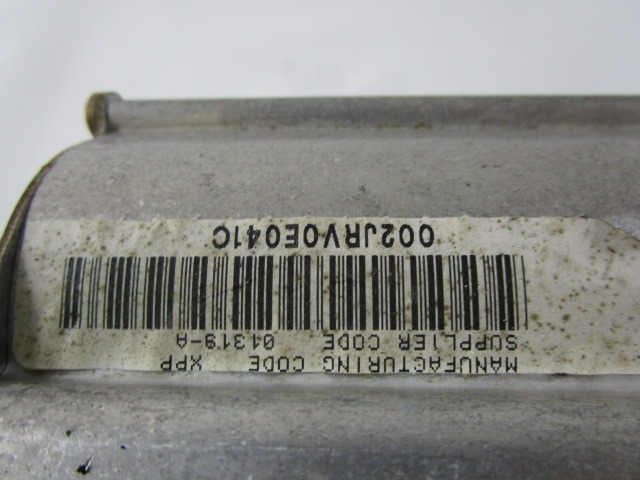 MANUFACTURING CODE XPP
SUPPLIER CODE 04319-A
002JRV0E041C